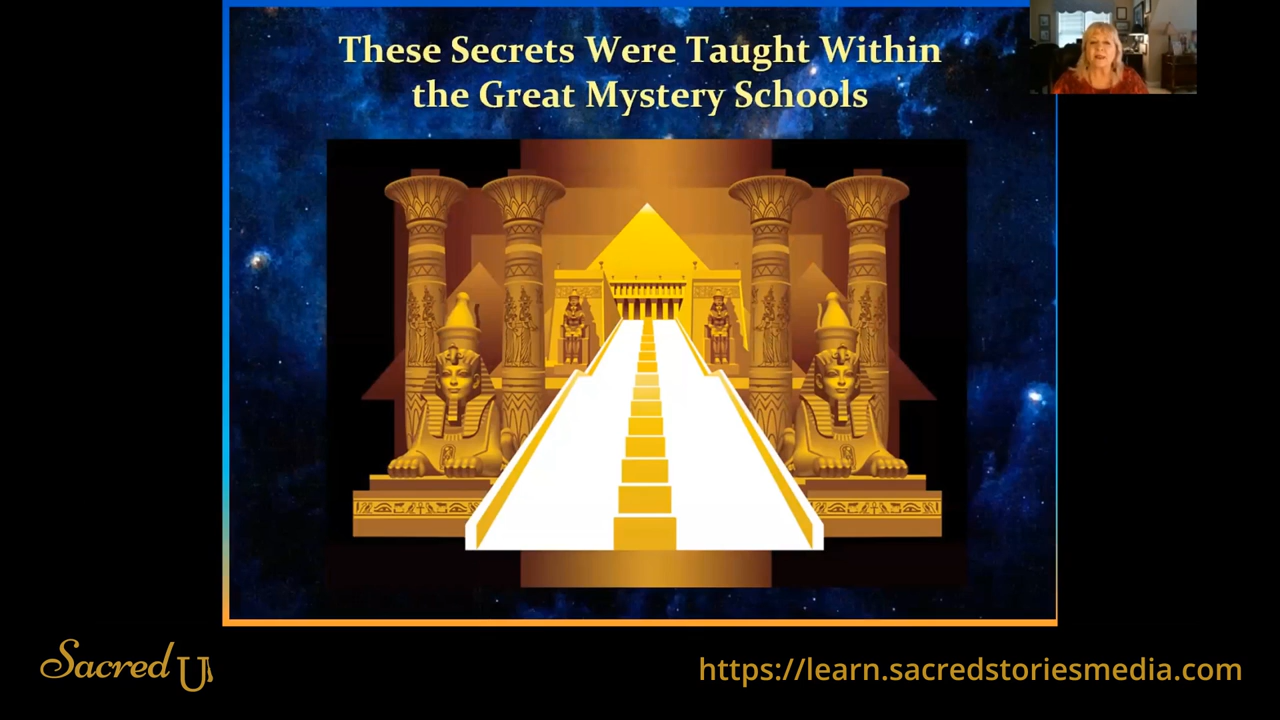 These Secrets Were Taught Within
the Great Mystery Schools
Sacred U
https://learn.sacredstoriesmedia.com